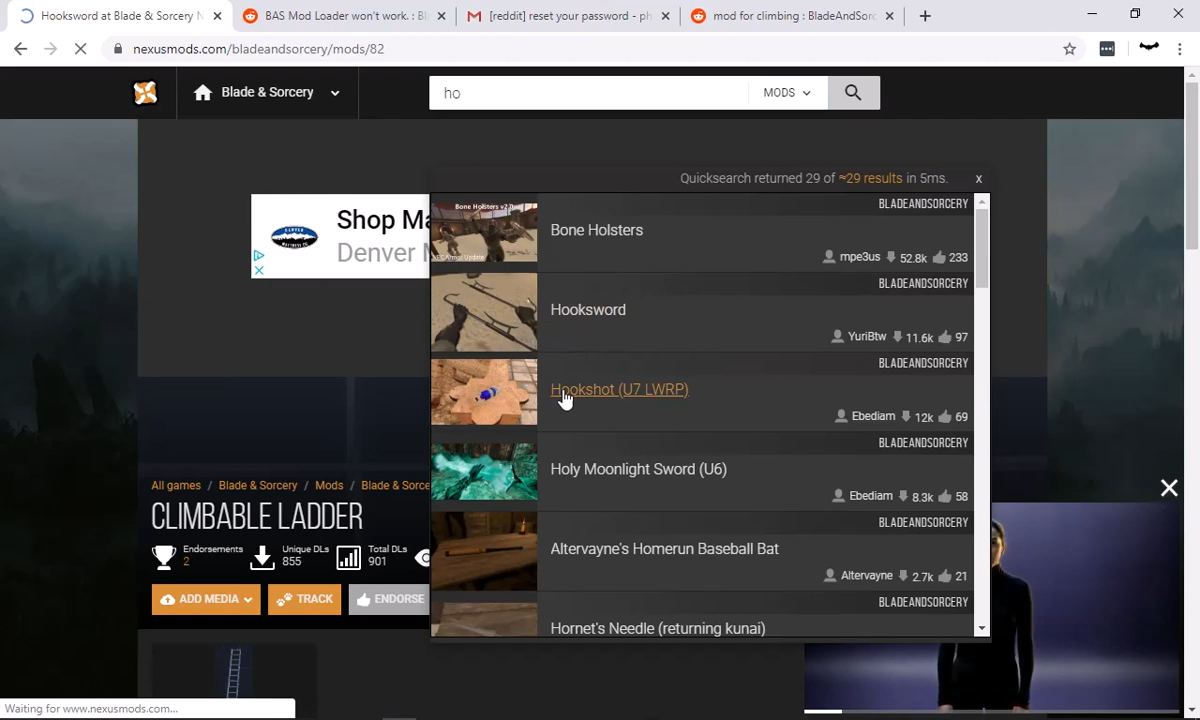 Hooksword at Blade & Sorcery N
BAS Mod Loader won't work. : Bl
[reddit] reset your password - ph
mod for climbing : BladeAndSorc
nexusmods.com/bladeandsorcery/mods/82
Blade & Sorcery
ho
MODS
Quicksearch returned 29 of ≈29 results in 5ms.
x
Shop Ma
Denver M
DENVER
Bone Holsters v2
BLADEANDSORCERY
Bone Holsters
mpe3us 52.8k 233
BLADEANDSORCERY
Hooksword
YuriBtw 11.6k 97
BLADEANDSORCERY
Hookshot (U7 LWRP)
Ebediam 12k 69
BLADEANDSORCERY
Holy Moonlight Sword (U6)
Ebediam 8.3k 58
BLADEANDSORCERY
Altervayne's Homerun Baseball Bat
Altervayne 2.7k 21
BLADEANDSORCERY
Hornet's Needle (returning kunai)
All games / Blade & Sorcery / Mods / Blade & Sorce
CLIMBABLE LADDER
Endorsements
2
Unique DLs
855
Total DLs
901
ADD MEDIA
TRACK
ENDORSE
Waiting for www.nexusmods.com...